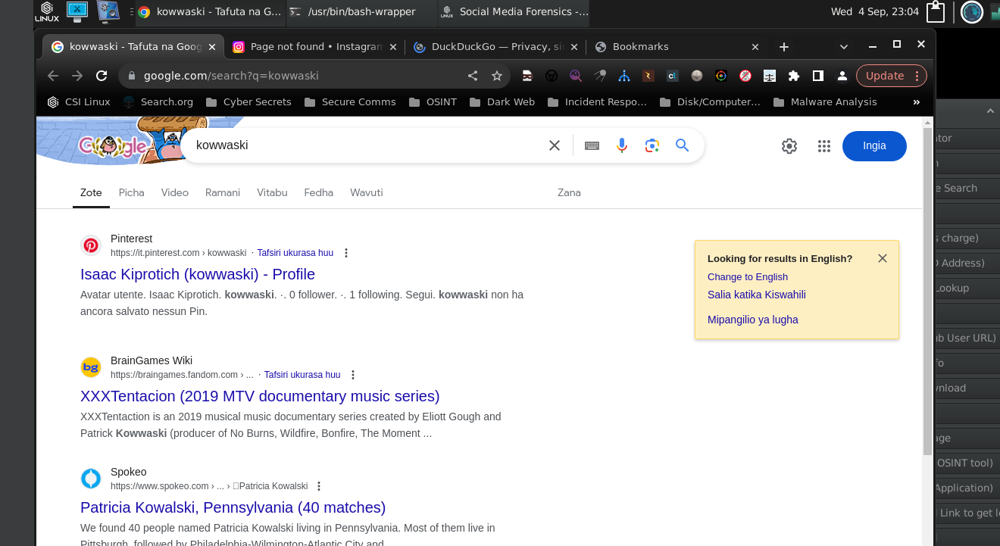 LINUX
kowwaski - Tafuta na G...
/usr/bin/bash-wrapper
LINUX
Social Media Forensics -...
Wed 4 Sep, 23:04
kowwaski - Tafuta na Goog
Page not found • Instagram
DuckDuckGo — Privacy, si
Bookmarks
google.com/search?q=kowwaski
ct
Update
CSI Linux
Search.org
Cyber Secrets
Secure Comms
OSINT
Dark Web
Incident Respo...
Disk/Computer...
Malware Analysis
»
Google
kowwaski
Ingia
Zote
Picha
Video
Ramani
Vitabu
Fedha
Wavuti
Zana
Pinterest
https://it.pinterest.com › kowwaski · Tafsiri ukurasa huu
Isaac Kiprotich (kowwaski) - Profile
Avatar utente. Isaac Kiprotich. kowwaski. ·. 0 follower. ·. 1 following. Segui. kowwaski non ha
ancora salvato nessun Pin.
bg
BrainGames Wiki
https://braingames.fandom.com › ... · Tafsiri ukurasa huu
XXXTentacion (2019 MTV documentary music series)
XXXTentaction is an 2019 musical music documentary series created by Eliott Gough and
Patrick Kowwaski (producer of No Burns, Wildfire, Bonfire, The Moment ...
Spokeo
https://www.spokeo.com › ... › Patricia Kowalski
Patricia Kowalski, Pennsylvania (40 matches)
We found 40 people named Patricia Kowalski living in Pennsylvania. Most of them live in
Pittsburgh, followed by Philadelphia-Wilmington-Atlantic City and
Looking for results in English?
Change to English
Salia katika Kiswahili
Mipangilio ya lugha
Search
charge)
Address)
Lookup
User URL)
OSINT tool)
Application)
Link to get